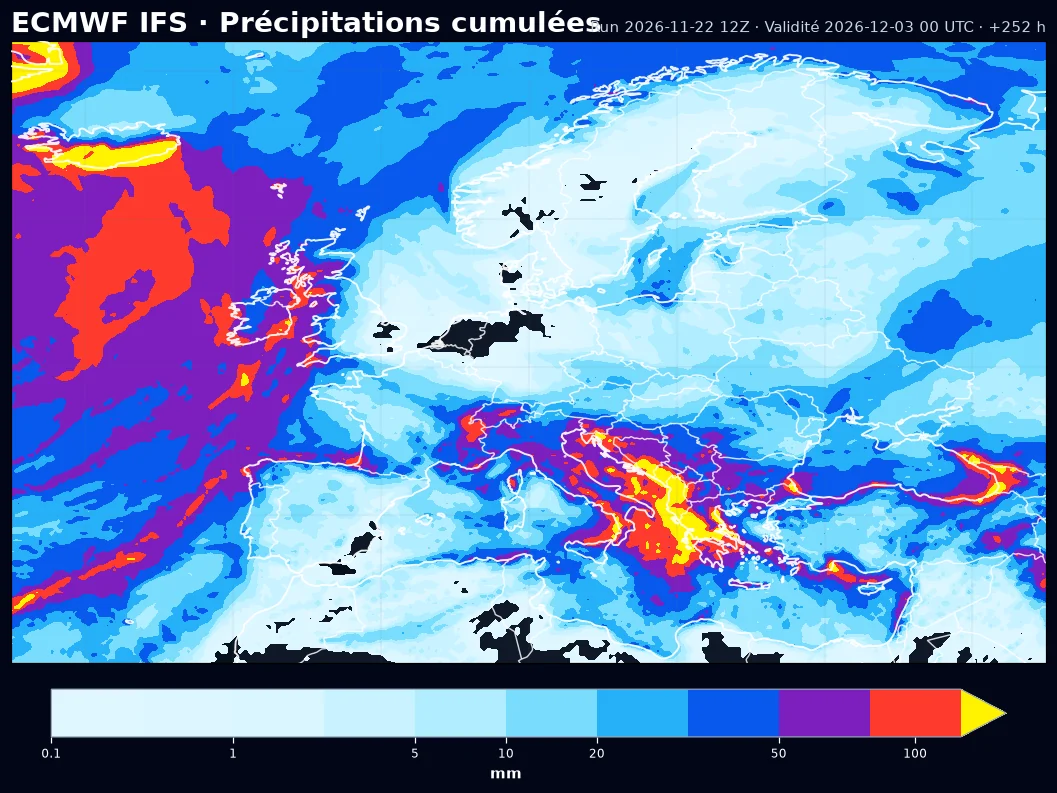 ECMWF IFS · Précipitations cumulées
Run 2026-11-22 12Z · Validité 2026-12-03 00 UTC · +252 h
0.1 1 5 10 20 50 100
mm